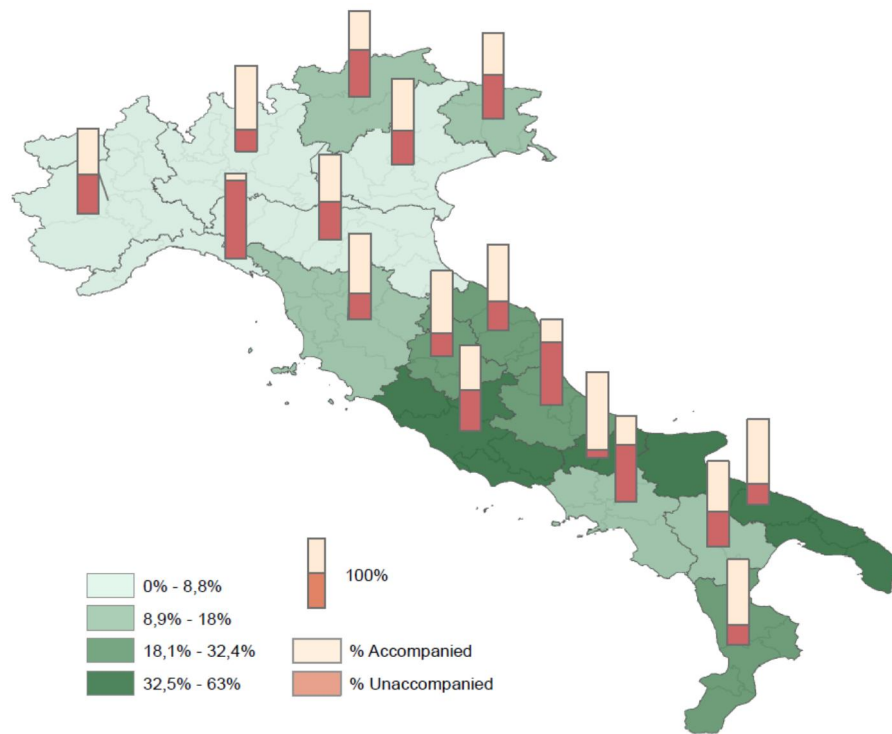 0% - 8,8%
8,9% - 18%
18,1% - 32,4%
32,5% - 63%
100%
% Accompanied
% Unaccompanied